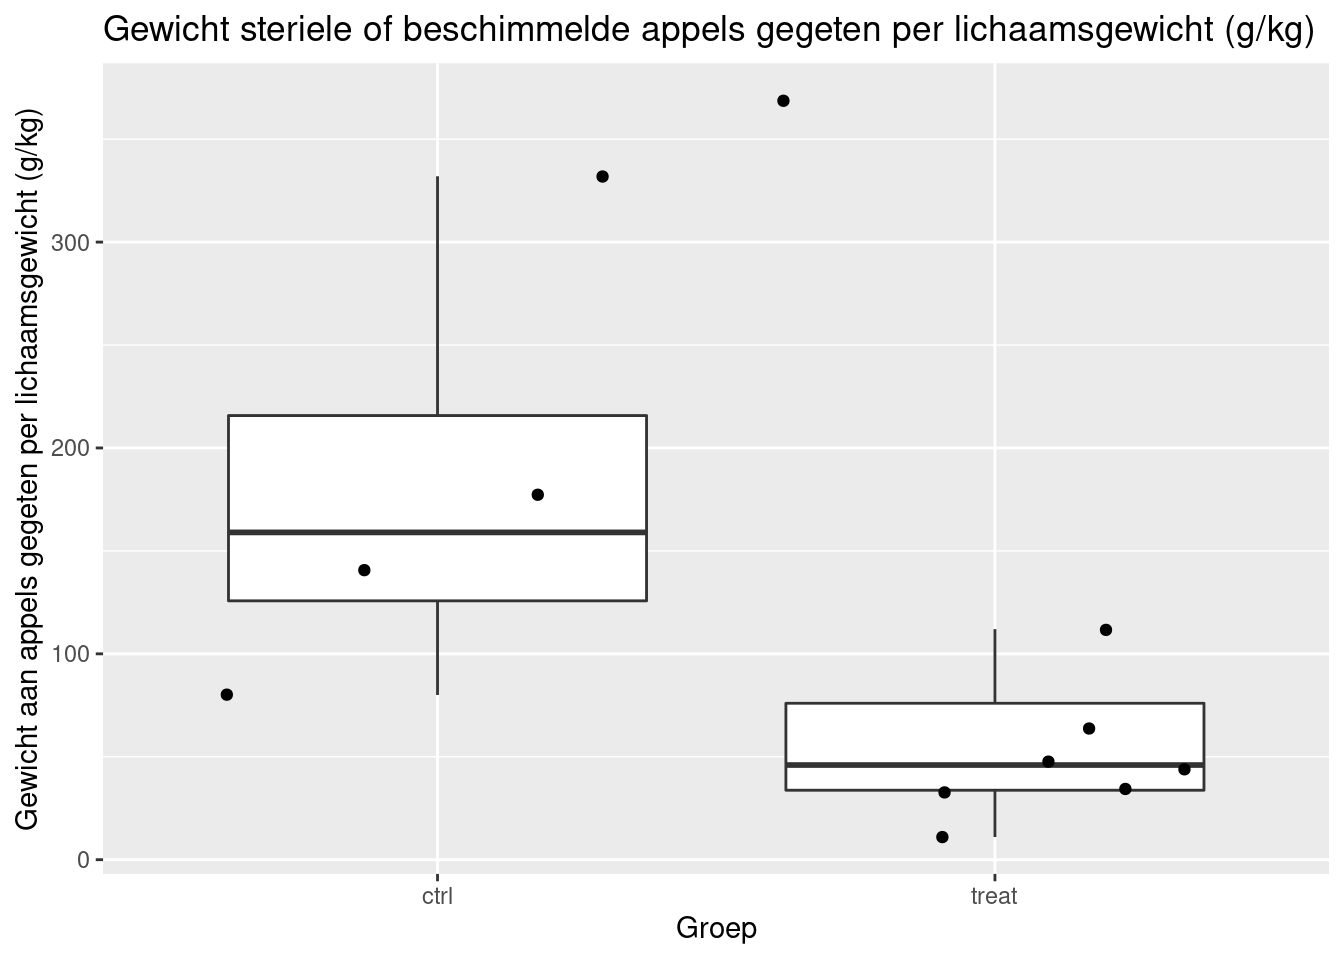 Gewicht steriele of beschimmelde appels gegeten per lichaamsgewicht (g/kg)
Gewicht aan appels gegeten per lichaamsgewicht (g/kg)
300
200
100
0
ctrl treat
Groep